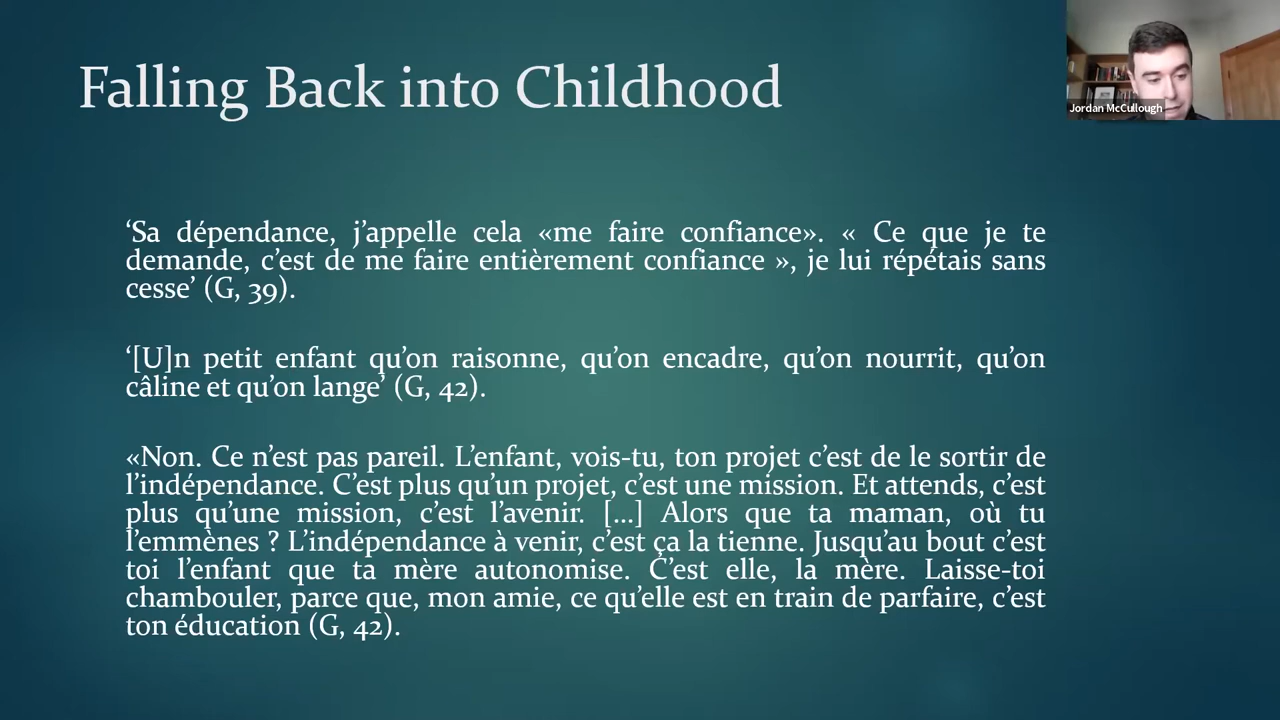 Falling Back into Childhood
Jordan McCullough
‘Sa dépendance, j’appelle cela «me faire confiance». « Ce que je te
demande, c’est de me faire entièrement confiance », je lui répétais sans
cesse’ (G, 39).
‘[U]n petit enfant qu’on raisonne, qu’on encadre, qu’on nourrit, qu’on
câline et qu’on lange’ (G, 42).
«Non. Ce n’est pas pareil. L’enfant, vois-tu, ton projet c’est de le sortir de
l’indépendance. C’est plus qu’un projet, c’est une mission. Et attends, c’est
plus qu’une mission, c’est l’avenir. [...] Alors que ta maman, où tu
l’emmènes ? L’indépendance à venir, c’est ça la tienne. Jusqu’au bout c’est
toi l’enfant que ta mère autonomise. C’est elle, la mère. Laisse-toi
chambouler, parce que, mon amie, ce qu’elle est en train de parfaire, c’est
ton éducation (G, 42).